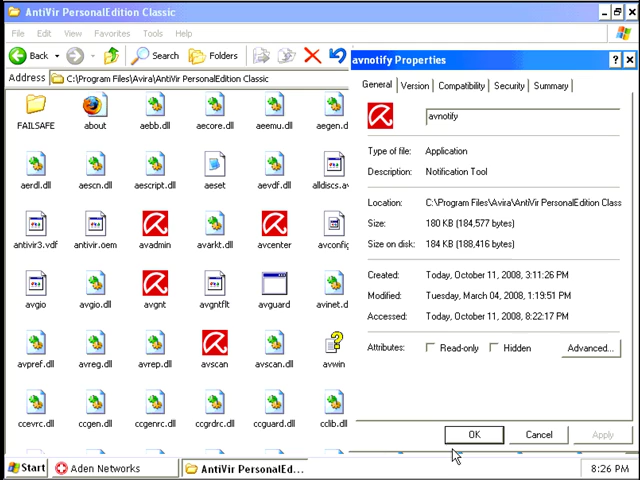 AntiVir PersonalEdition Classic
File Edit View Favorites Tools Help
Back Search Folders
Address C:\Program Files\Avira\AntiVir PersonalEdition Classic
FAILSAFE about aebb.dll aecore.dll aeemu.dll aegen.d
aerdl.dll aescn.dll aescript.dll aeset aevdf.dll alldiscs.av
antivir3.vdf antivir.oem avadmin avarkt.dll avcenter avconfig
avgio avgio.dll avgnt avgntflt avguard avinet.d
avpref.dll avreg.dll avrep.dll avscan avscan.dll avwin
ccevrc.dll ccgen.dll ccgenrc.dll ccgrdrc.dll ccguard.dll cclib.dll
avnotify Properties
General Version Compatibility Security Summary
avnotify
Type of file: Application
Description: Notification Tool
Location: C:\Program Files\Avira\AntiVir PersonalEdition Class
Size: 180 KB (184,577 bytes)
Size on disk: 184 KB (188,416 bytes)
Created: Today, October 11, 2008, 3:11:26 PM
Modified: Tuesday, March 04, 2008, 1:19:51 PM
Accessed: Today, October 11, 2008, 8:22:17 PM
Attributes: Read-only Hidden Advanced...
OK Cancel Apply
Start Aden Networks AntiVir PersonalEd... 8:26 PM